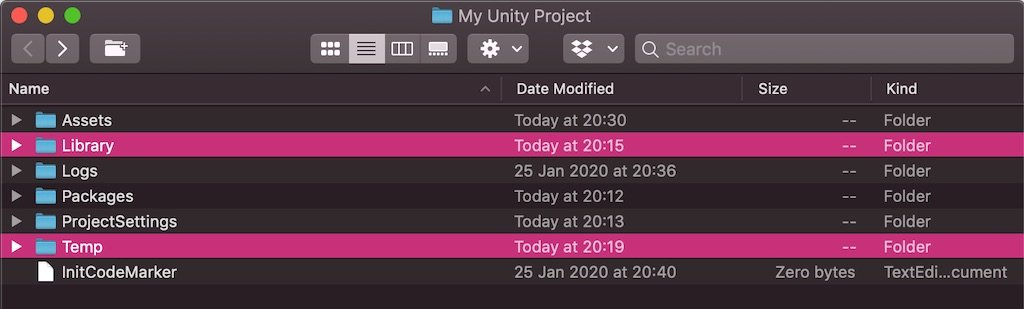 My Unity Project
Search
Name Date Modified Size Kind
Assets Today at 20:30 -- Folder
Library Today at 20:15 -- Folder
Logs 25 Jan 2020 at 20:36 -- Folder
Packages Today at 20:12 -- Folder
ProjectSettings Today at 20:13 -- Folder
Temp Today at 20:19 -- Folder
InitCodeMarker 25 Jan 2020 at 20:40 Zero bytes TextEdi...cument